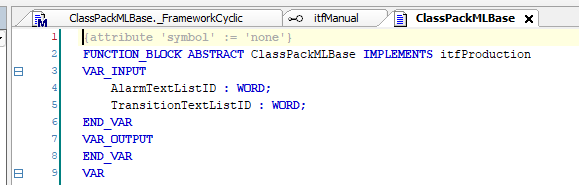 ClassPackMLBase._FrameworkCyclic itfManual ClassPackMLBase
1 {attribute 'symbol' := 'none'}
2 FUNCTION_BLOCK ABSTRACT ClassPackMLBase IMPLEMENTS itfProduction
3 VAR_INPUT
4 AlarmTextListID : WORD;
5 TransitionTextListID : WORD;
6 END_VAR
7 VAR_OUTPUT
8 END_VAR
9 VAR